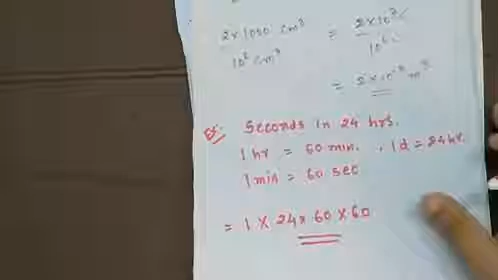 2 x 1000 cm³ = 2 x 10³
10⁶ cm³ 10⁶
= 2 x 10⁻³ m³
Ex: Seconds in 24 hrs.
1 hr = 60 min. , 1 d = 24 hr.
1 min = 60 sec
= 1 x 24 x 60 x 60